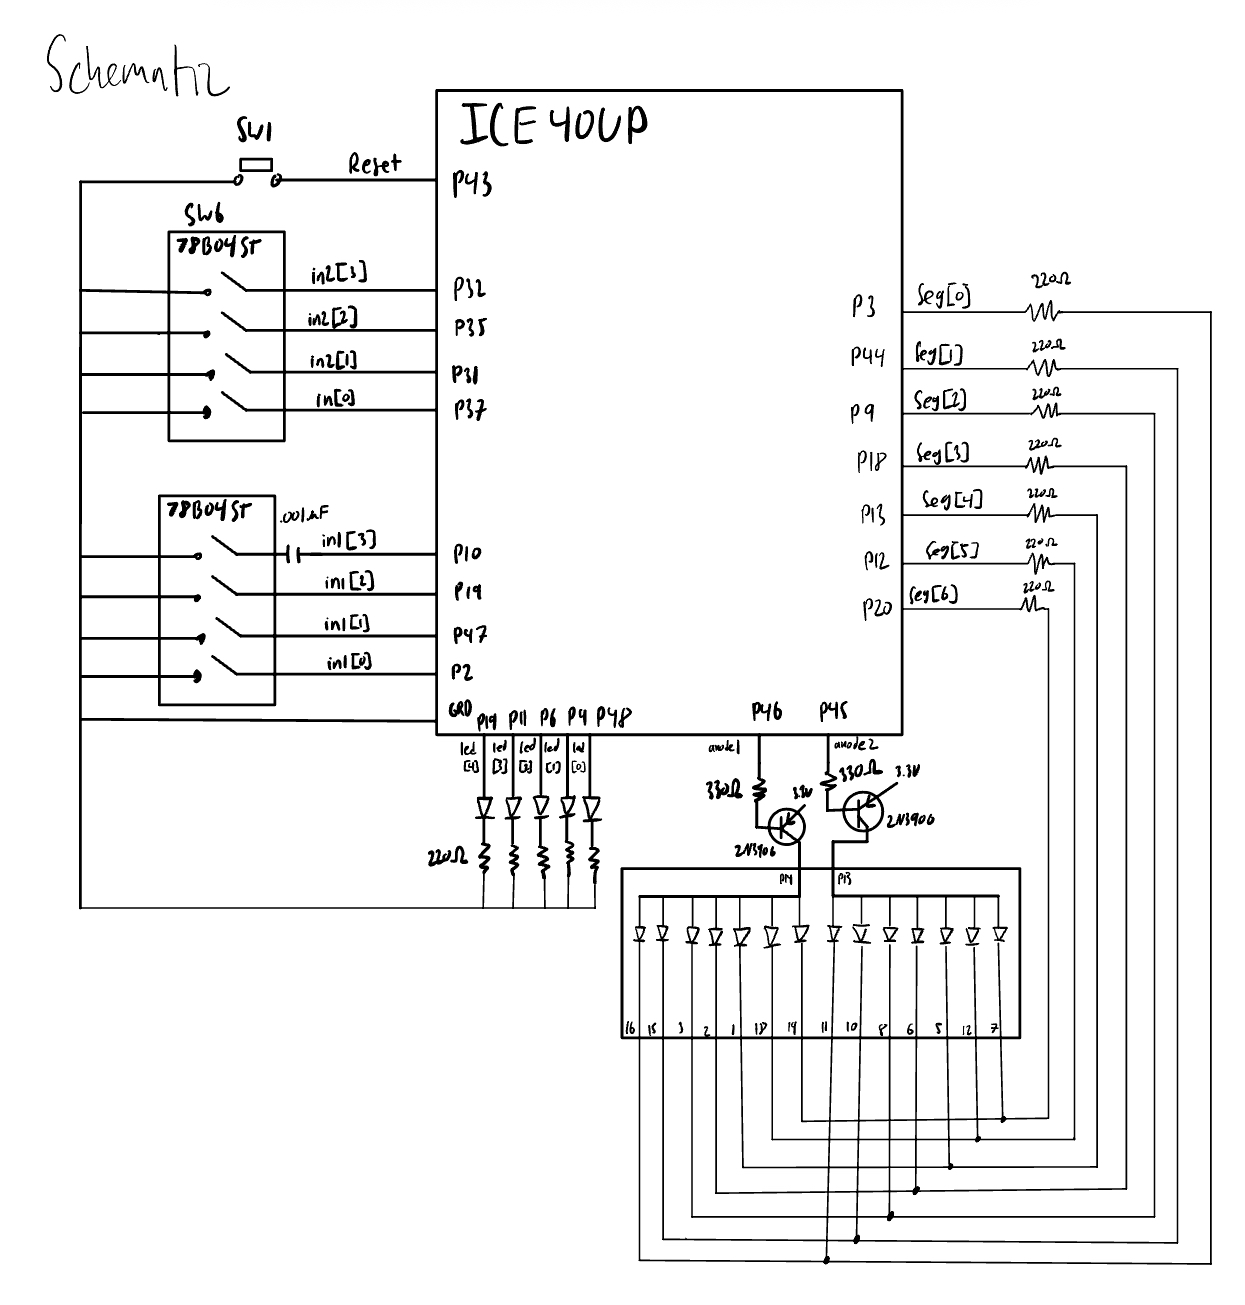 Schematic
ICE40UP
SW1
Reset
P43
SW6
78B04ST
in2[3]
P32
in2[2]
P35
in2[1]
P31
in[0]
P37
78B04ST
.001µF
in1[3]
P10
in1[2]
P19
in1[1]
P47
in1[0]
P2
GRD
P3
Seg[0]
220Ω
P44
Seg[1]
220Ω
P9
Seg[2]
220Ω
P18
Seg[3]
220Ω
P13
Seg[4]
220Ω
P12
Seg[5]
220Ω
P20
Seg[6]
220Ω
P19 P11 P6 P4 P48
led led led led led
[4] [3] [2] [1] [0]
220Ω
P46 P45
anode1 anode2
330Ω 330Ω
3.3V 3.3V
2N3906 2N3906
P14 P13
16 15 3 2 1 18 11 10 8 6 5 12 7